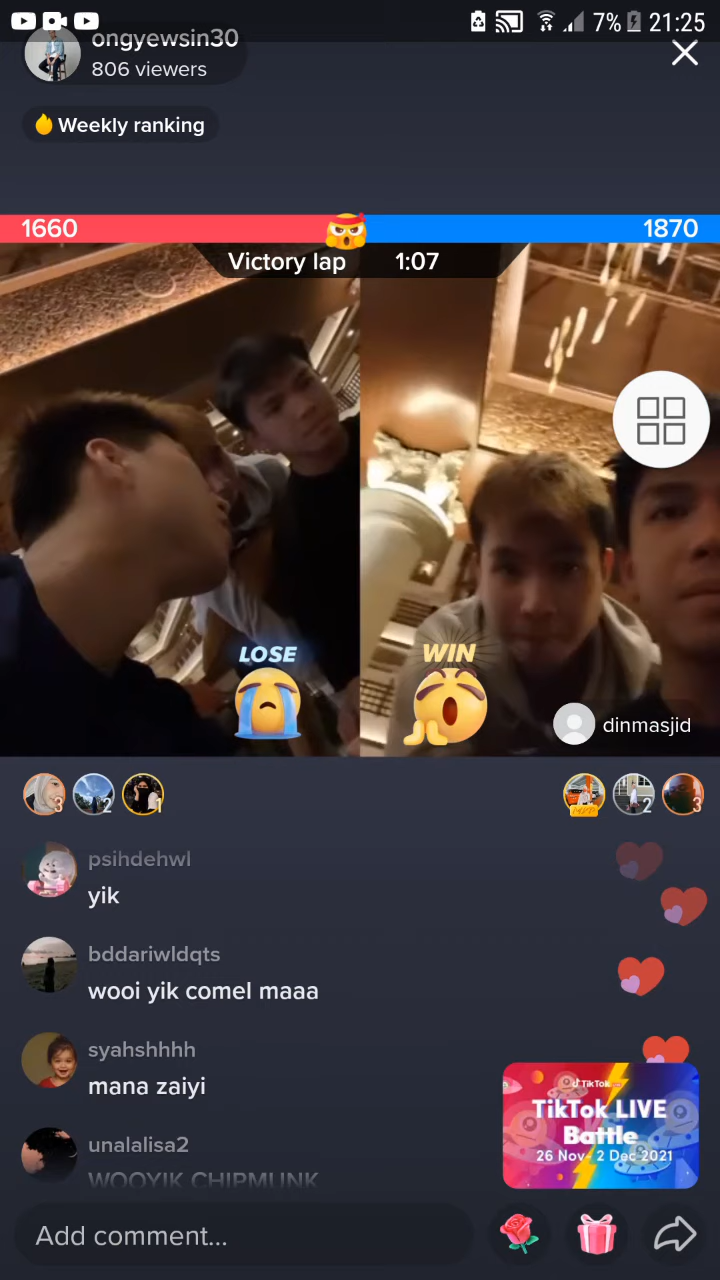 7% 21:25
ongyewsin30
806 viewers
Weekly ranking
1660
1870
Victory lap 1:07
LOSE
WIN
dinmasjid
3
2
1
2
3
psihdehwl
yik
bddariwldqts
wooi yik comel maaa
syahshhhh
mana zaiyi
unalalisa2
WOOYIK CHIPMUNK
TikTok
TikTok LIVE
Battle
26 Nov- 2 Dec 2021
Add comment...